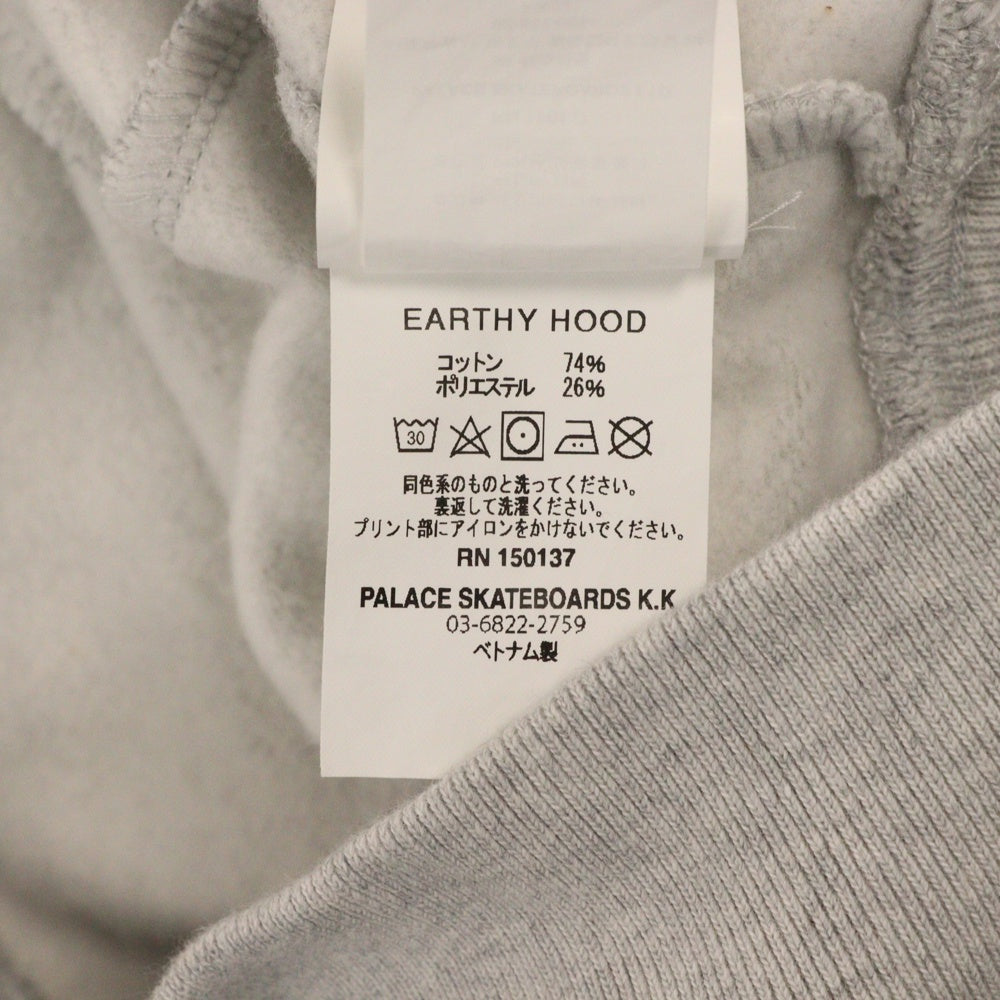 EARTHY HOOD
コットン 74%
ポリエステル 26%
30
同色系のものと洗ってください。
裏返して洗濯ください。
プリント部にアイロンをかけないでください。
RN 150137
PALACE SKATEBOARDS K.K
03-6822-2759
ベトナム製